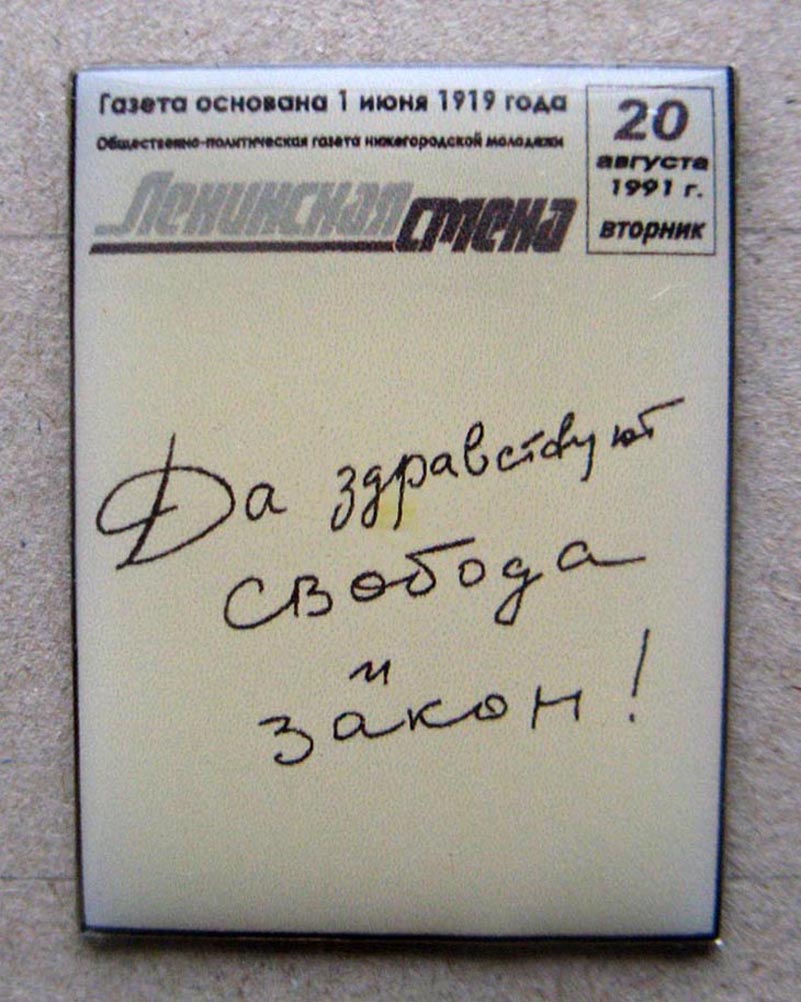 Газета основана 1 июня 1919 года
Общественно-политическая газета нижегородской молодежи
Ленинская смена
20
августа
1991 г.
вторник
Да здравствуют
свобода
и
закон!